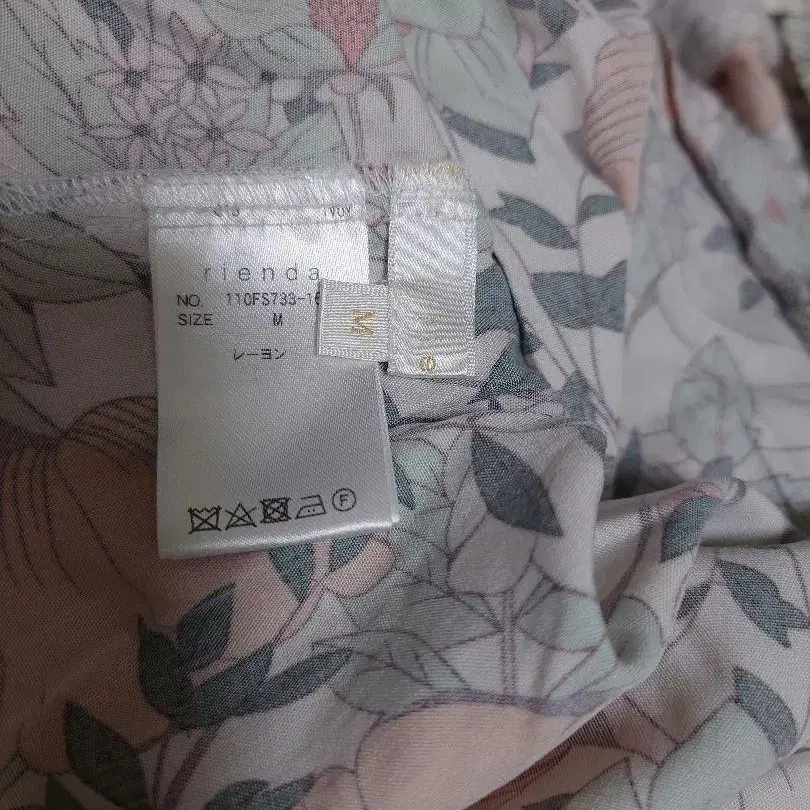 rienda
NO. 110FS733-16
SIZE M
M
レーヨン
F